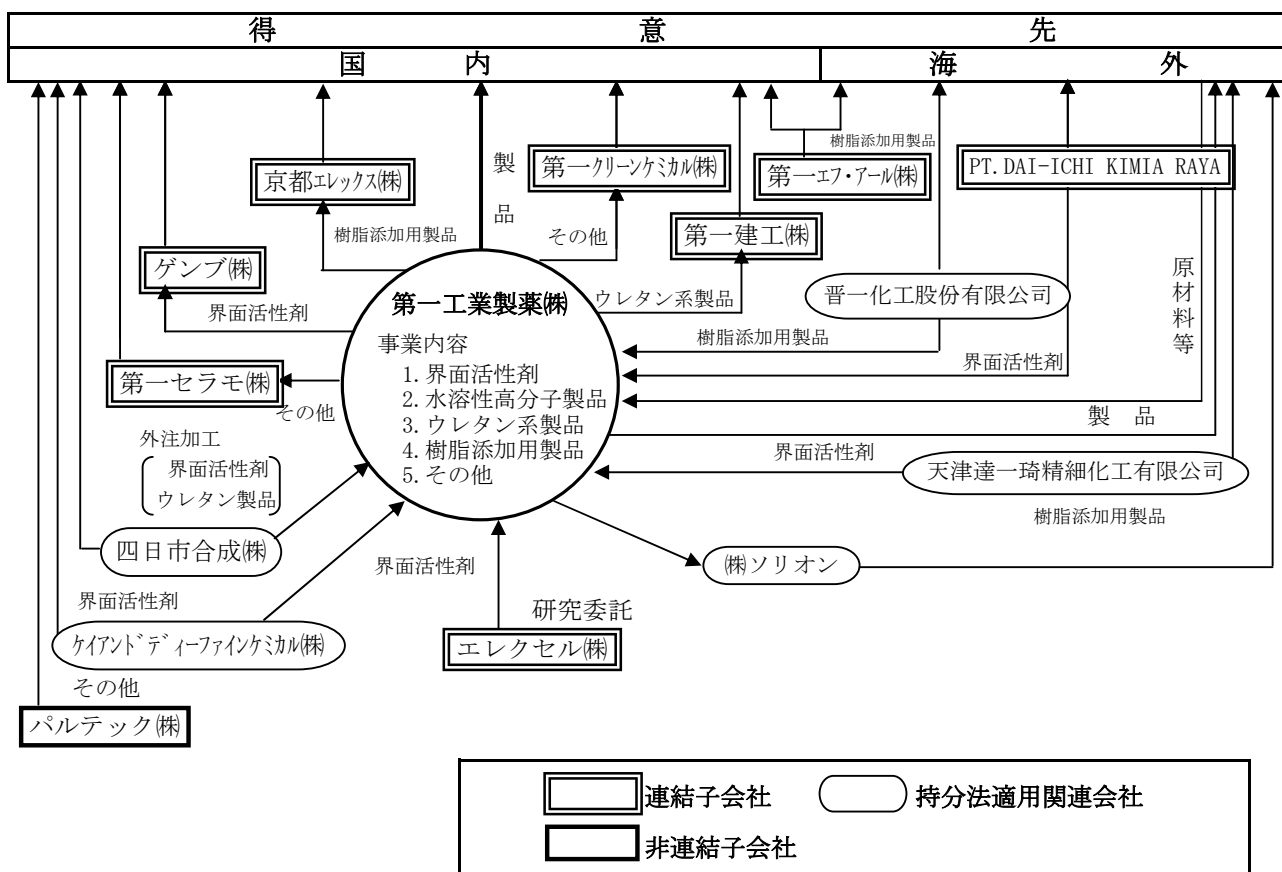 得意先
国内
海外
樹脂添加用製品
京都エレックス㈱
製品
第一クリーンケミカル㈱
第一エフ・アール㈱
PT.DAI-ICHI KIMIA RAYA
樹脂添加用製品
その他
第一建工㈱
ゲンブ㈱
界面活性剤
第一工業製薬㈱
ウレタン系製品
晋一化工股份有限公司
原材料等
樹脂添加用製品
事業内容
1. 界面活性剤
2. 水溶性高分子製品
3. ウレタン系製品
4. 樹脂添加用製品
5. その他
界面活性剤
第一セラモ㈱
その他
製品
外注加工
界面活性剤
ウレタン製品
界面活性剤
天津達一琦精細化工有限公司
樹脂添加用製品
四日市合成㈱
界面活性剤
㈱ソリオン
界面活性剤
研究委託
ケイアンドディーファインケミカル㈱
エレクセル㈱
その他
パルテック㈱
連結子会社
持分法適用関連会社
非連結子会社